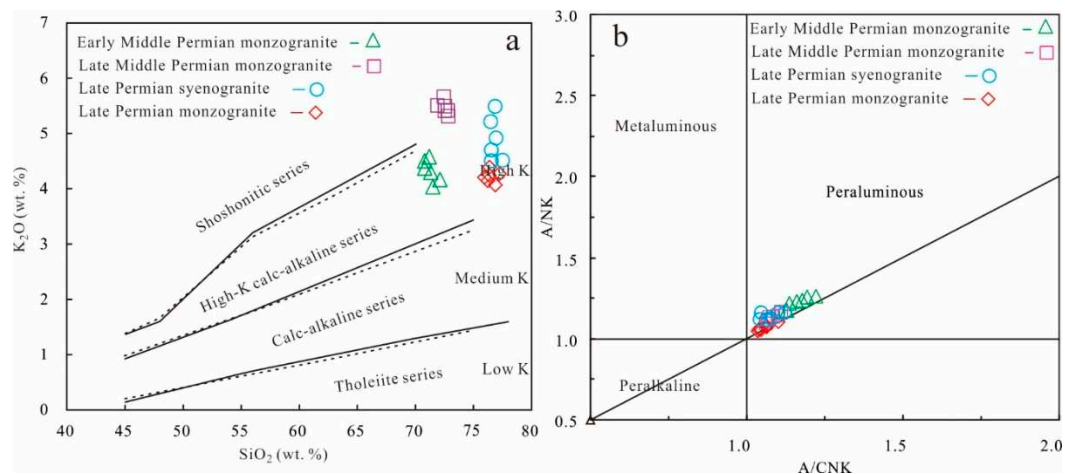 a
Early Middle Permian monzogranite
Late Middle Permian monzogranite
Late Permian syenogranite
Late Permian monzogranite
K₂O (wt. %)
7
6
5
4
3
2
1
0
Shoshonitic series
High-K calc-alkaline series
Calc-alkaline series
Tholeiite series
High K
Medium K
Low K
40 45 50 55 60 65 70 75 80
SiO₂ (wt. %)
b
Early Middle Permian monzogranite
Late Middle Permian monzogranite
Late Permian syenogranite
Late Permian monzogranite
A/NK
3.0
2.5
2.0
1.5
1.0
0.5
Metaluminous
Peraluminous
Peralkaline
1.0 1.5 2.0
A/CNK